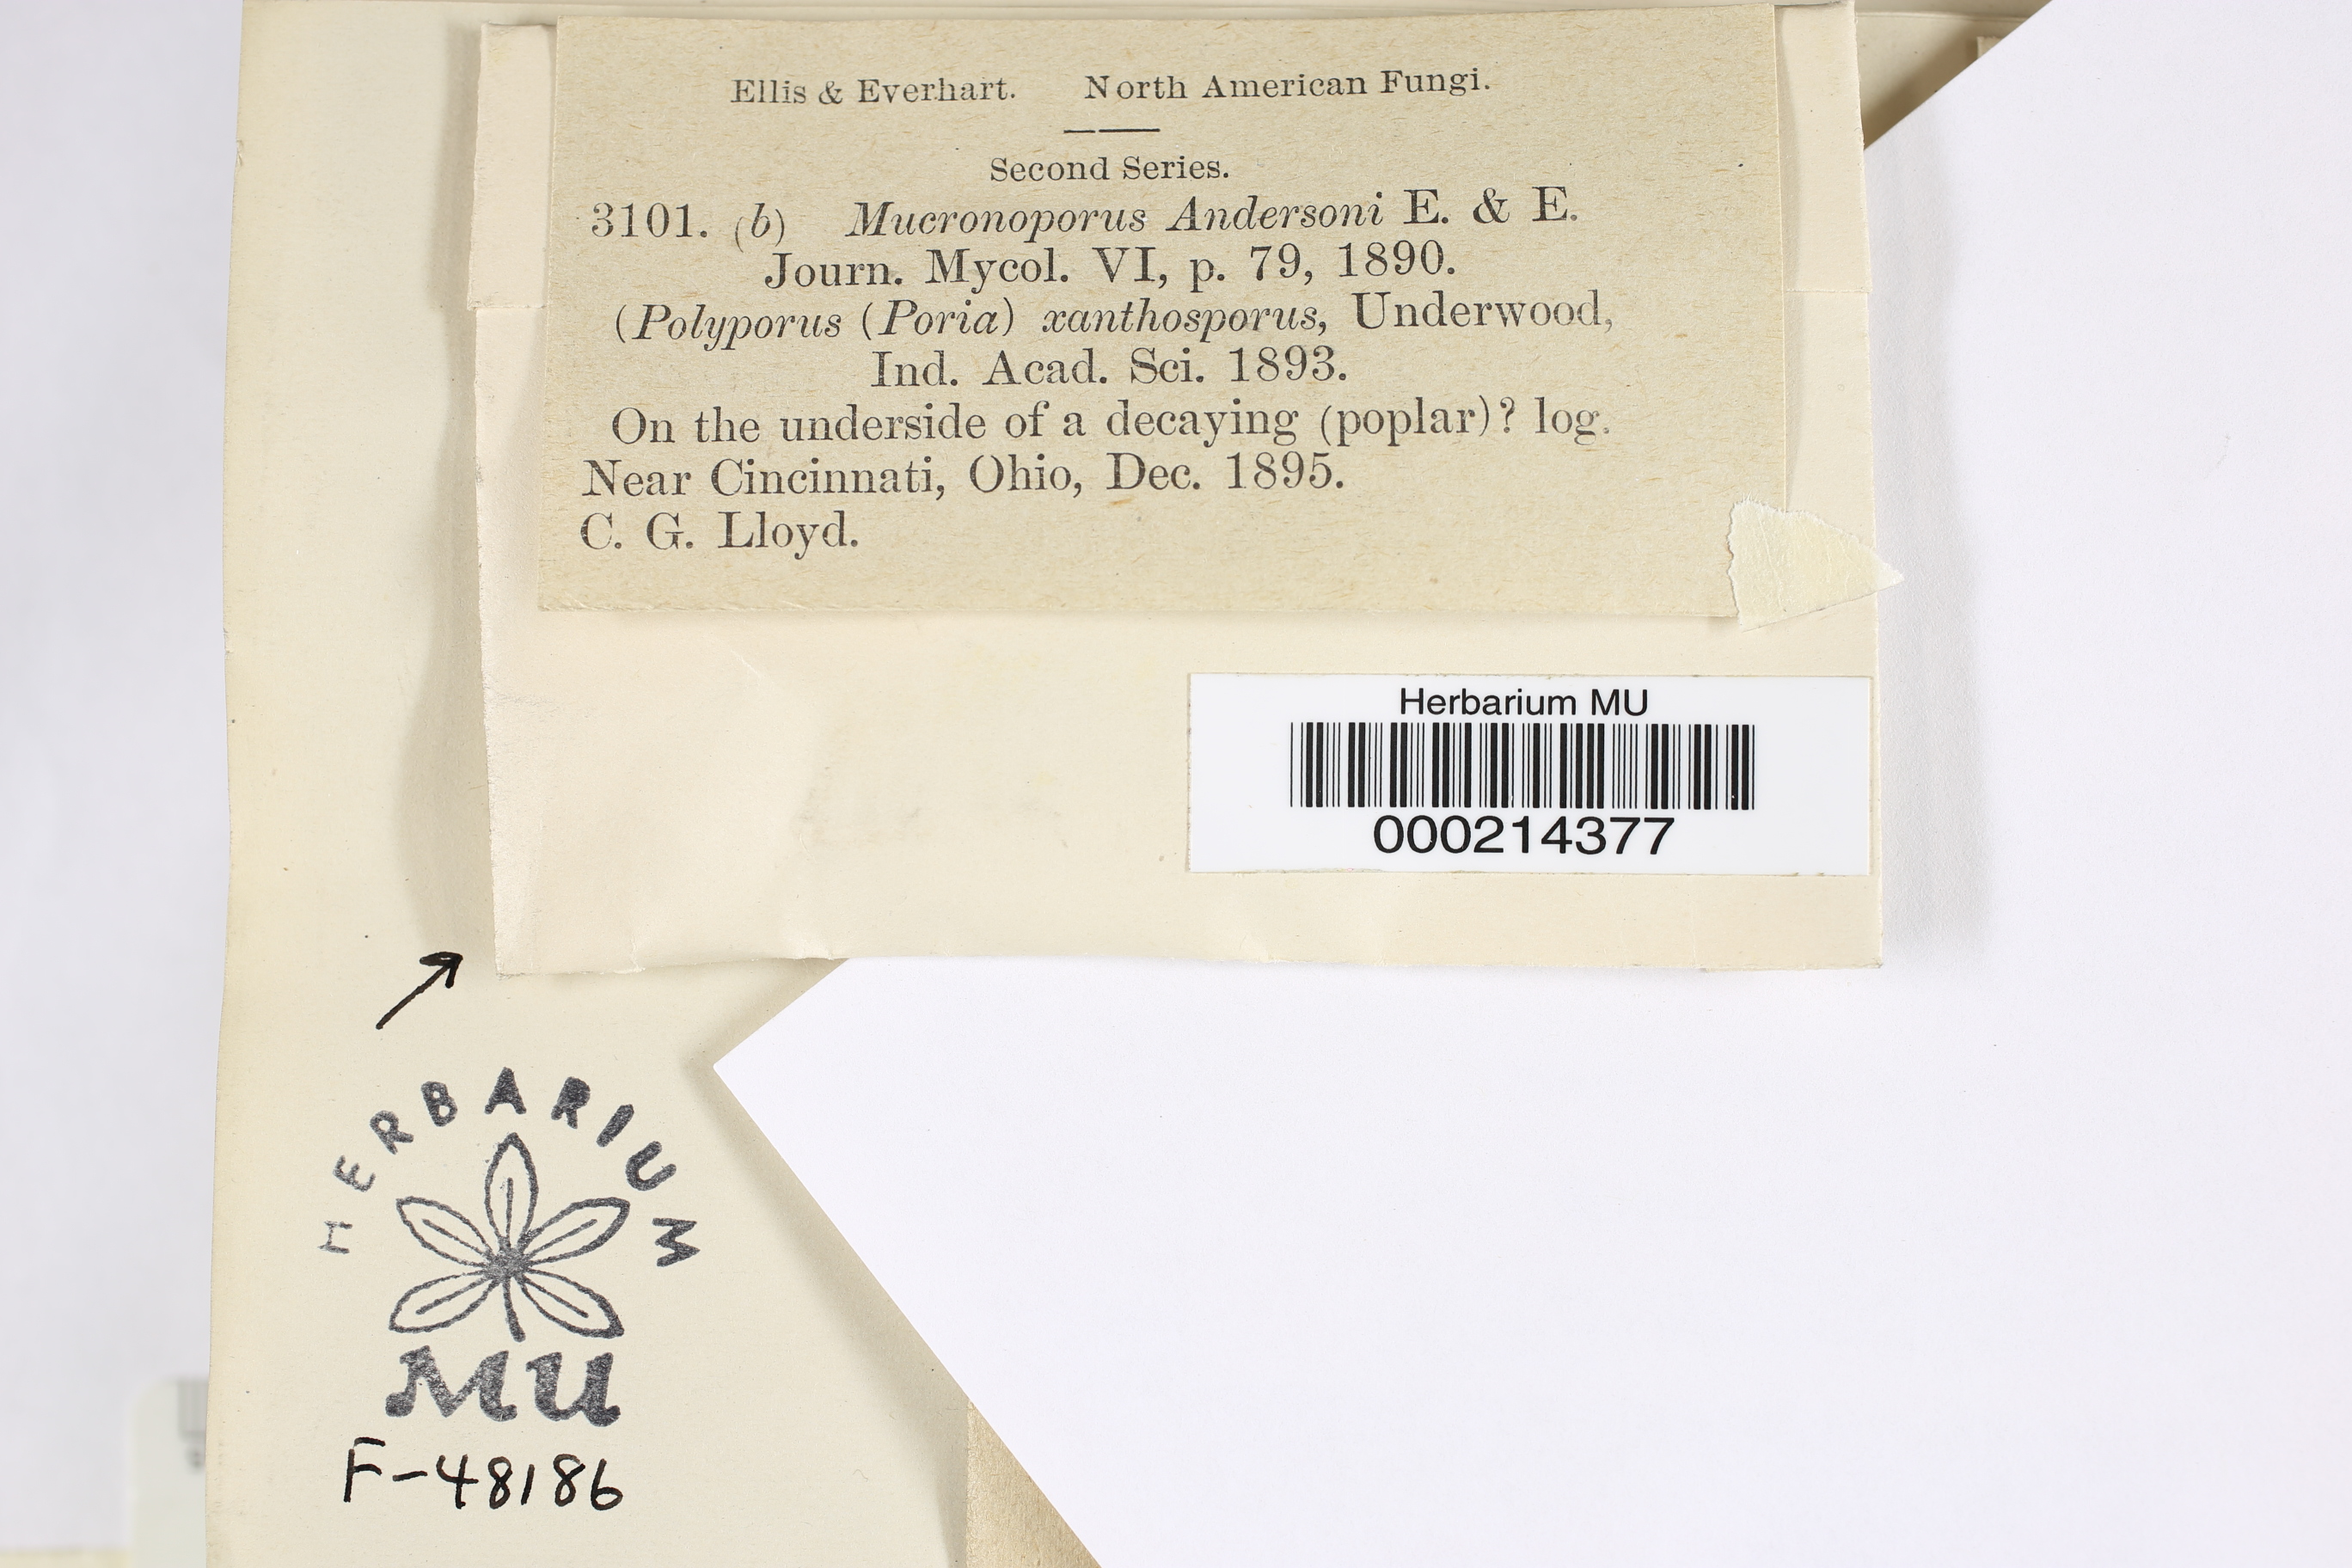 Ellis & Everhart. North American Fungi.
Second Series.
3101. (b) Mucronoporus Andersoni E. & E.
Journ. Mycol. VI, p. 79, 1890.
(Polyporus (Poria) xanthosporus, Underwood,
Ind. Acad. Sci. 1893.
On the underside of a decaying (poplar)? log.
Near Cincinnati, Ohio, Dec. 1895.
C. G. Lloyd.
Herbarium MU
000214377
HERBARIUM
MU
F-48186